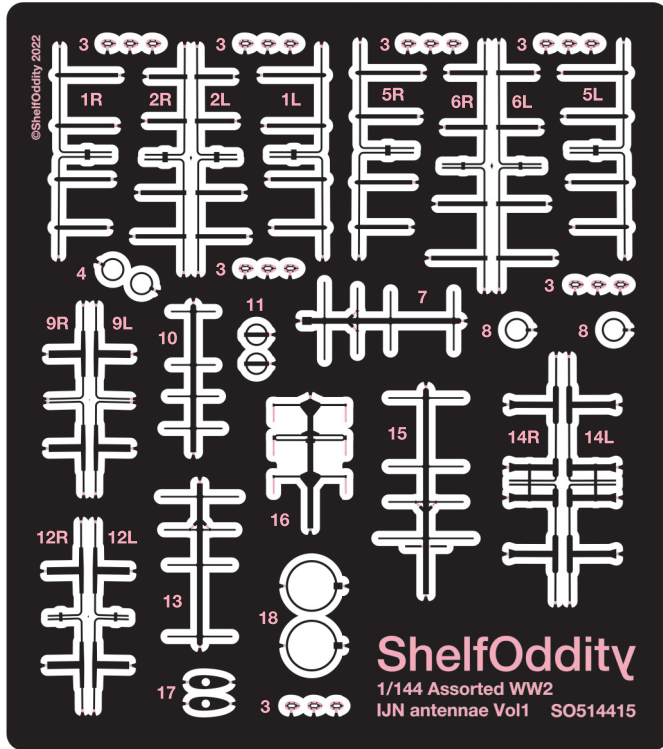 ©ShelfOddity 2022
3 3 3 3
1R 2R 2L 1L 5R 6R 6L 5L
4 3 3
9R 9L 10 11 7 8 8
16 15 14R 14L
12R 12L 13 18
17 3
ShelfOddity
1/144 Assorted WW2
IJN antennae Vol1 SO514415